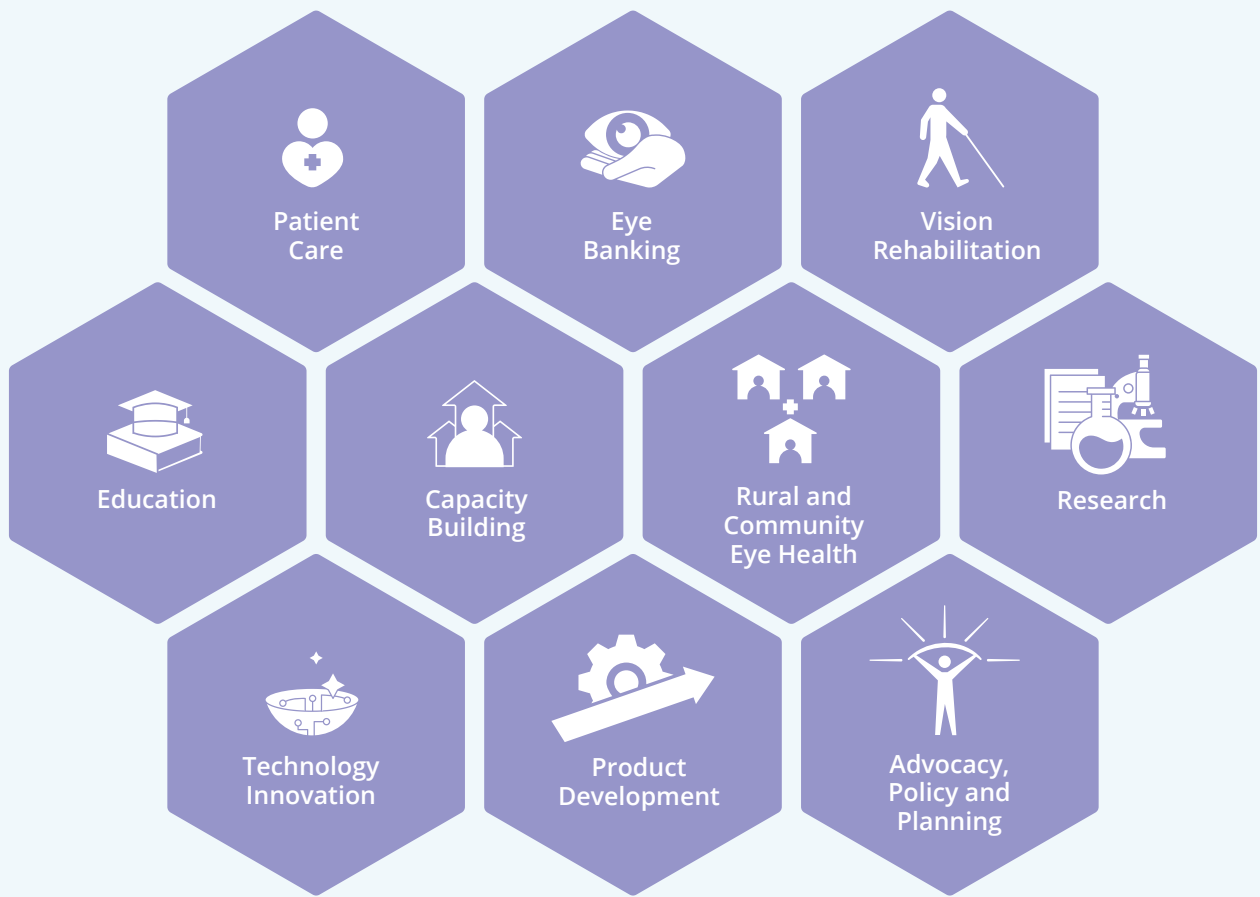 Patient
Care
Eye
Banking
Vision
Rehabilitation
Education
Capacity
Building
Rural and
Community
Eye Health
Research
Technology
Innovation
Product
Development
Advocacy,
Policy and
Planning